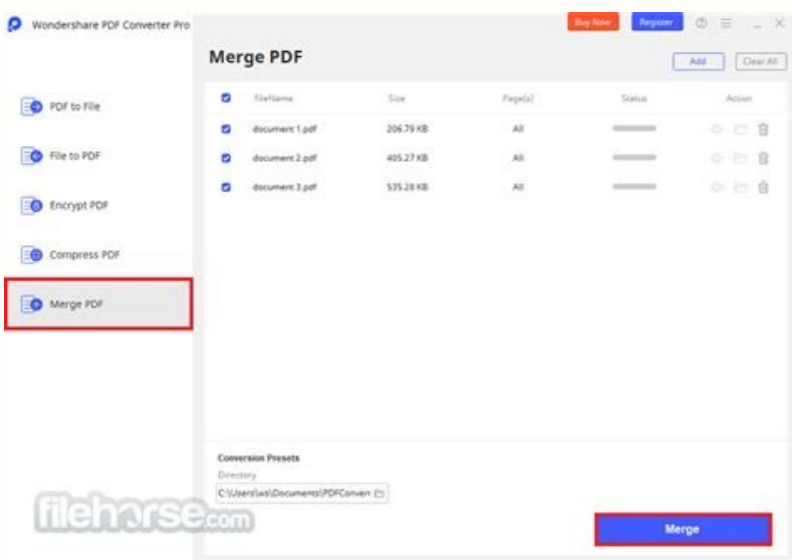 Wondershare PDF Converter Pro
Buy Now Register
Merge PDF
Add Clear All
PDF to File
File to PDF
Encrypt PDF
Compress PDF
Merge PDF
FileName Size Page(s) Status Action
document 1.pdf 206.79 KB All
document 2.pdf 405.27 KB All
document 3.pdf 535.28 KB All
Conversion Presets
Directory
C:\Users\ws\Documents\PDFConvert
Merge
filehorse.com